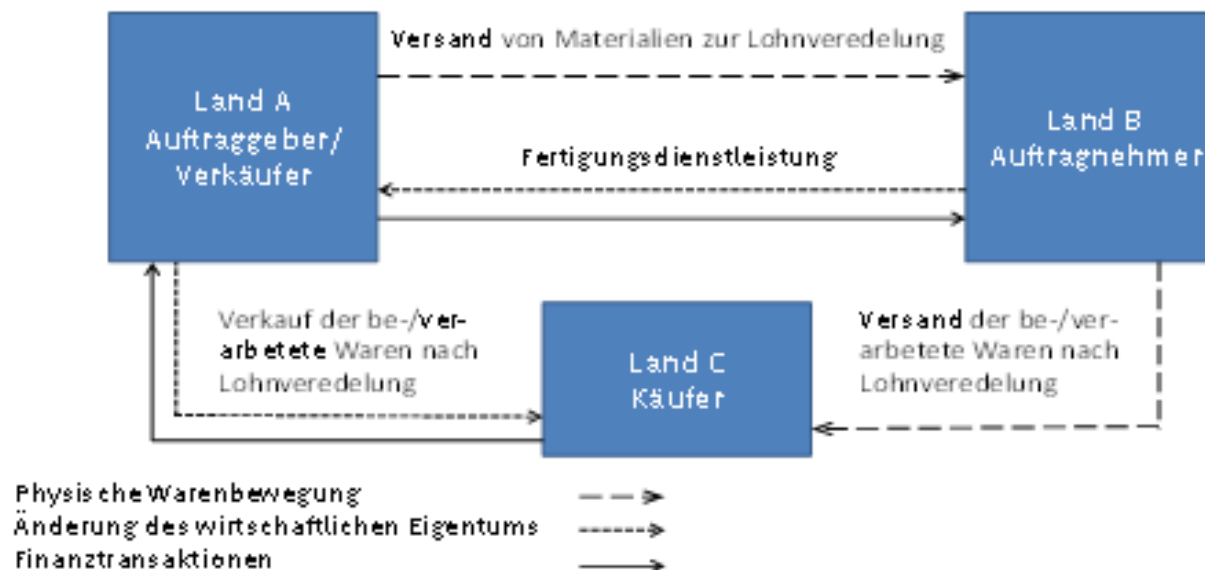 Versand von Materialien zur Lohnveredelung
Land A
Auftraggeber/
Verkäufer
Land B
Auftragnehmer
Fertigungsdienstleistung
Verkauf der be-/ver-
arbetete Waren nach
Lohnveredelung
Land C
Käufer
Versand der be-/ver-
arbetete Waren nach
Lohnveredelung
Physische Warenbewegung
Änderung des wirtschaftlichen Eigentums
Finanztransaktionen